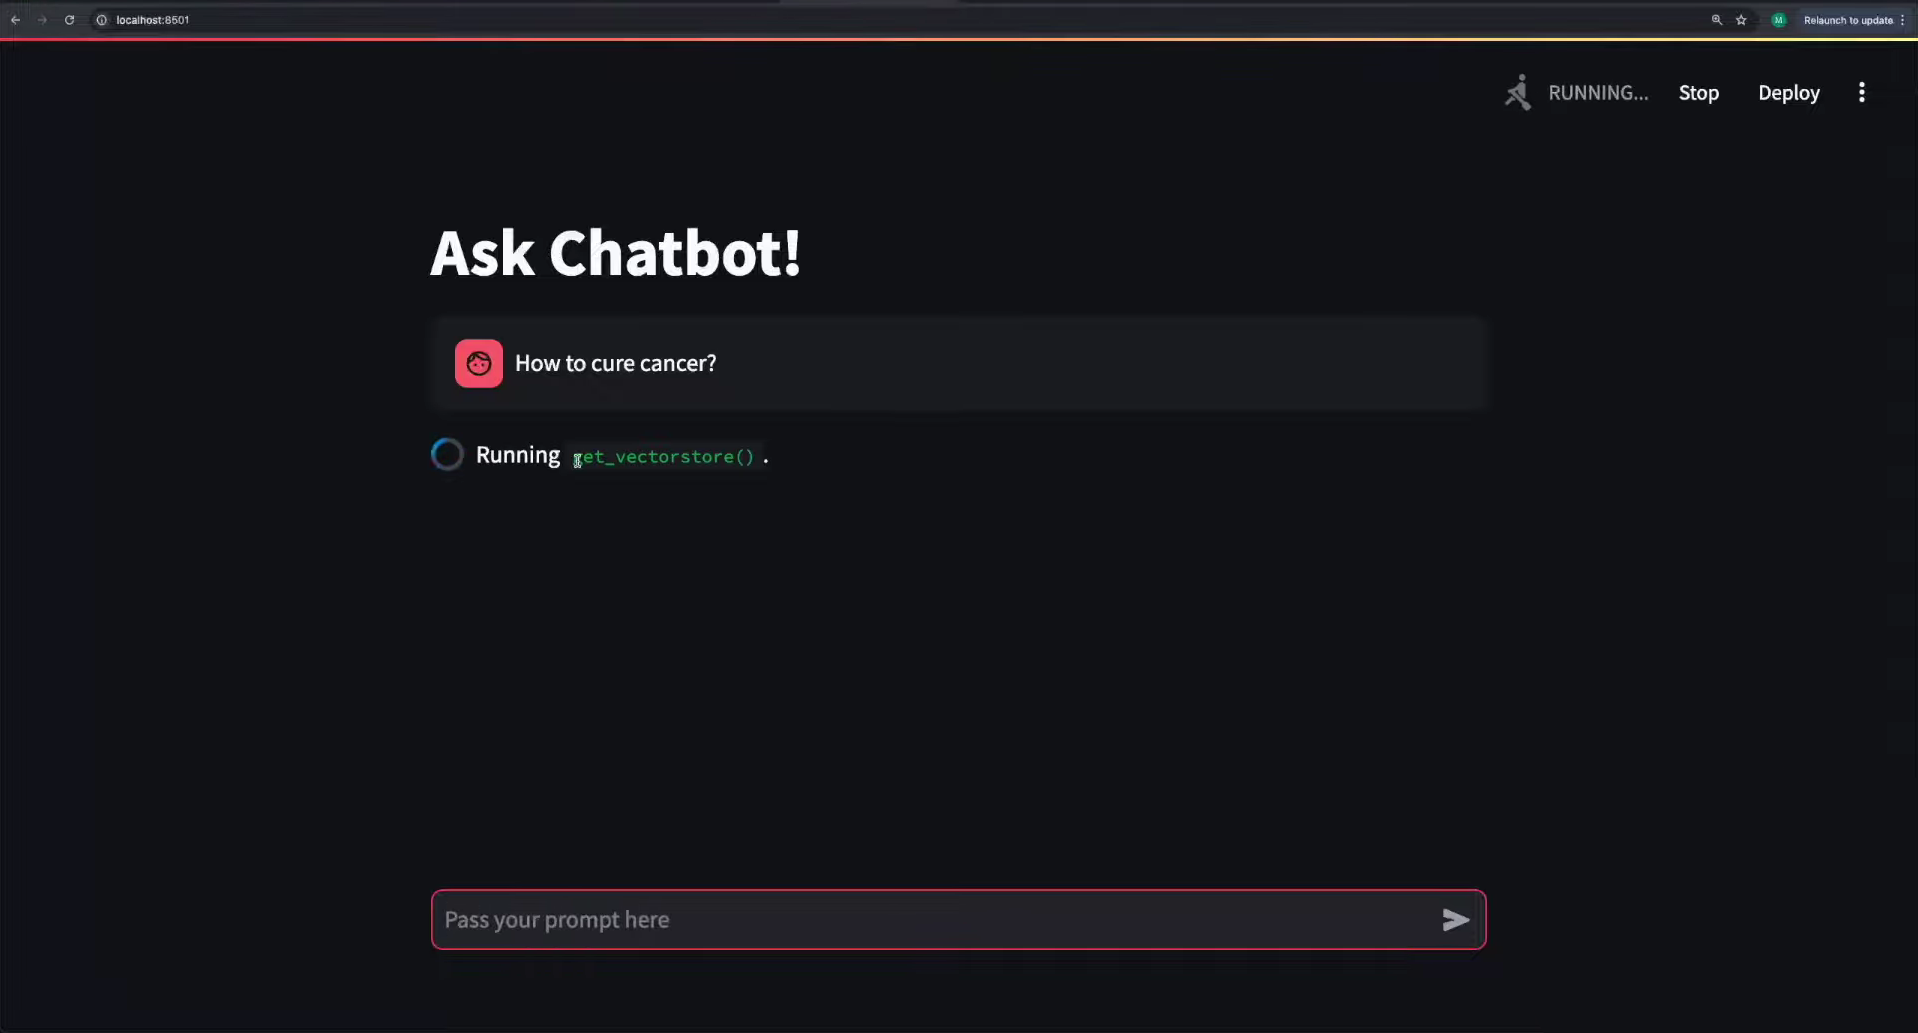 localhost:8501
M
Relaunch to update
RUNNING...
Stop
Deploy
Ask Chatbot!
How to cure cancer?
Running get_vectorstore() .
Pass your prompt here